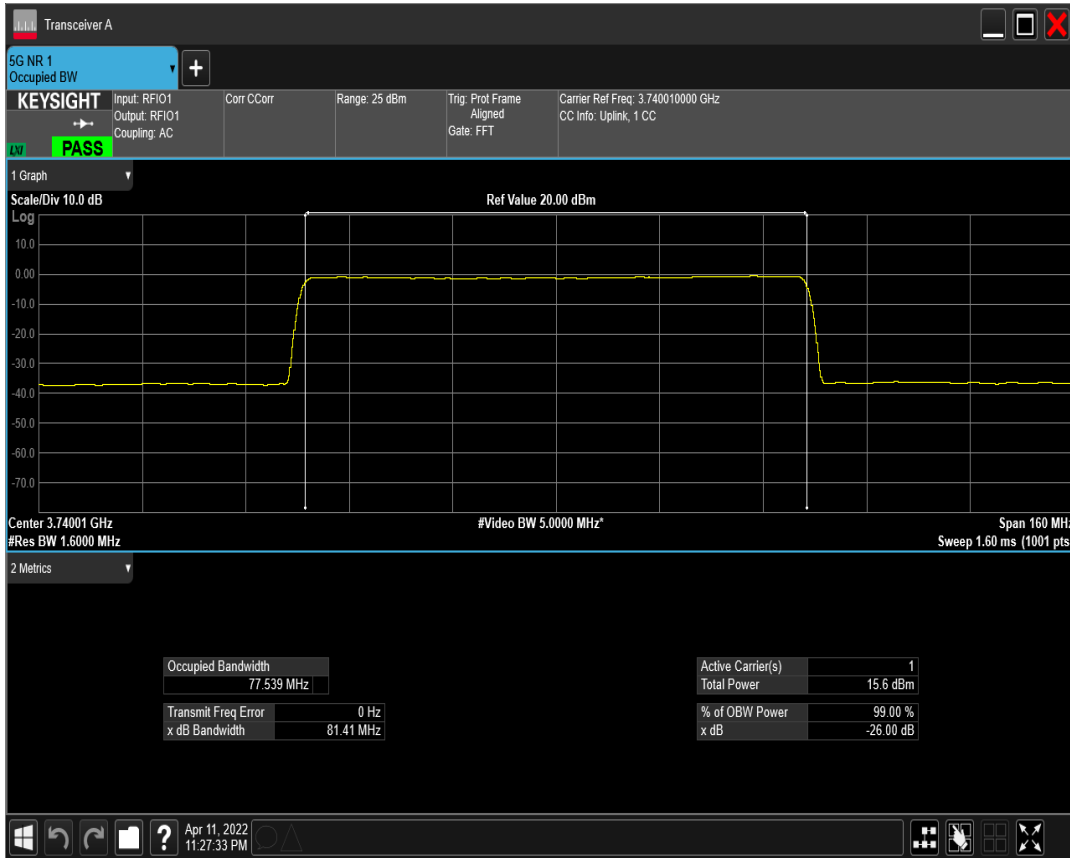 Transceiver A
5G NR 1
Occupied BW
+
KEYSIGHT
LXI
PASS
Input: RFIO1
Output: RFIO1
Coupling: AC
Corr CCorr
Range: 25 dBm
Trig: Prot Frame
Aligned
Gate: FFT
Carrier Ref Freq: 3.740010000 GHz
CC Info: Uplink, 1 CC
1 Graph
Scale/Div 10.0 dB
Ref Value 20.00 dBm
Log
10.0
0.00
-10.0
-20.0
-30.0
-40.0
-50.0
-60.0
-70.0
Center 3.74001 GHz
#Video BW 5.0000 MHz*
Span 160 MHz
#Res BW 1.6000 MHz
Sweep 1.60 ms (1001 pts
2 Metrics
Occupied Bandwidth
77.539 MHz
Transmit Freq Error 0 Hz
x dB Bandwidth 81.41 MHz
Active Carrier(s) 1
Total Power 15.6 dBm
% of OBW Power 99.00 %
x dB -26.00 dB
?
Apr 11, 2022
11:27:33 PM